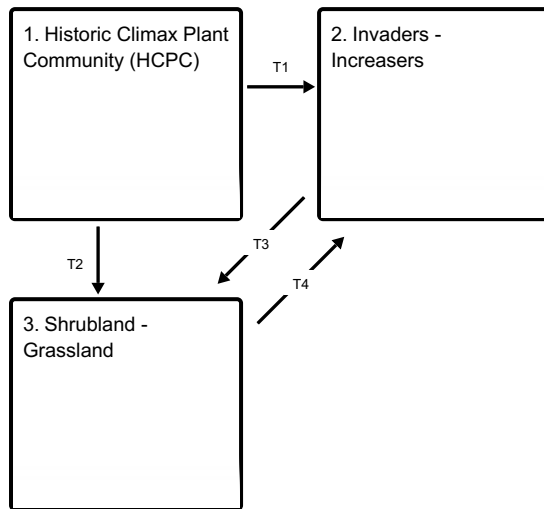 1. Historic Climax Plant
Community (HCPC)
T1
2. Invaders -
Increasers
T2
T3
T4
3. Shrubland -
Grassland